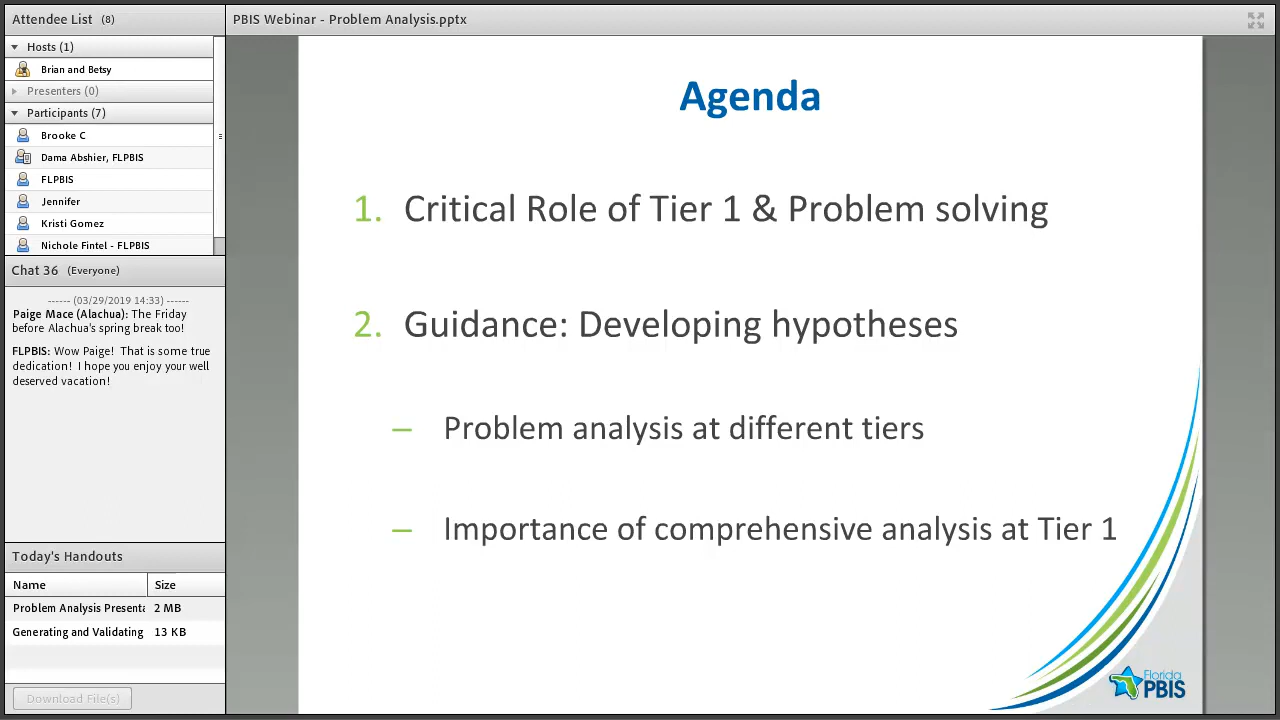 Attendee List (8)
Hosts (1)
Brian and Betsy
Presenters (0)
Participants (7)
Brooke C
Dama Abshier, FLPBIS
FLPBIS
Jennifer
Kristi Gomez
Nichole Fintel - FLPBIS
Chat 36 (Everyone)
------ (03/29/2019 14:33) ------
Paige Mace (Alachua): The Friday
before Alachua's spring break too!
FLPBIS: Wow Paige! That is some true
dedication! I hope you enjoy your well
deserved vacation!
Today's Handouts
Name Size
Problem Analysis Presenta 2 MB
Generating and Validating 13 KB
Download File(s)
PBIS Webinar - Problem Analysis.pptx
Agenda
1. Critical Role of Tier 1 & Problem solving
2. Guidance: Developing hypotheses
– Problem analysis at different tiers
– Importance of comprehensive analysis at Tier 1
Florida
PBIS